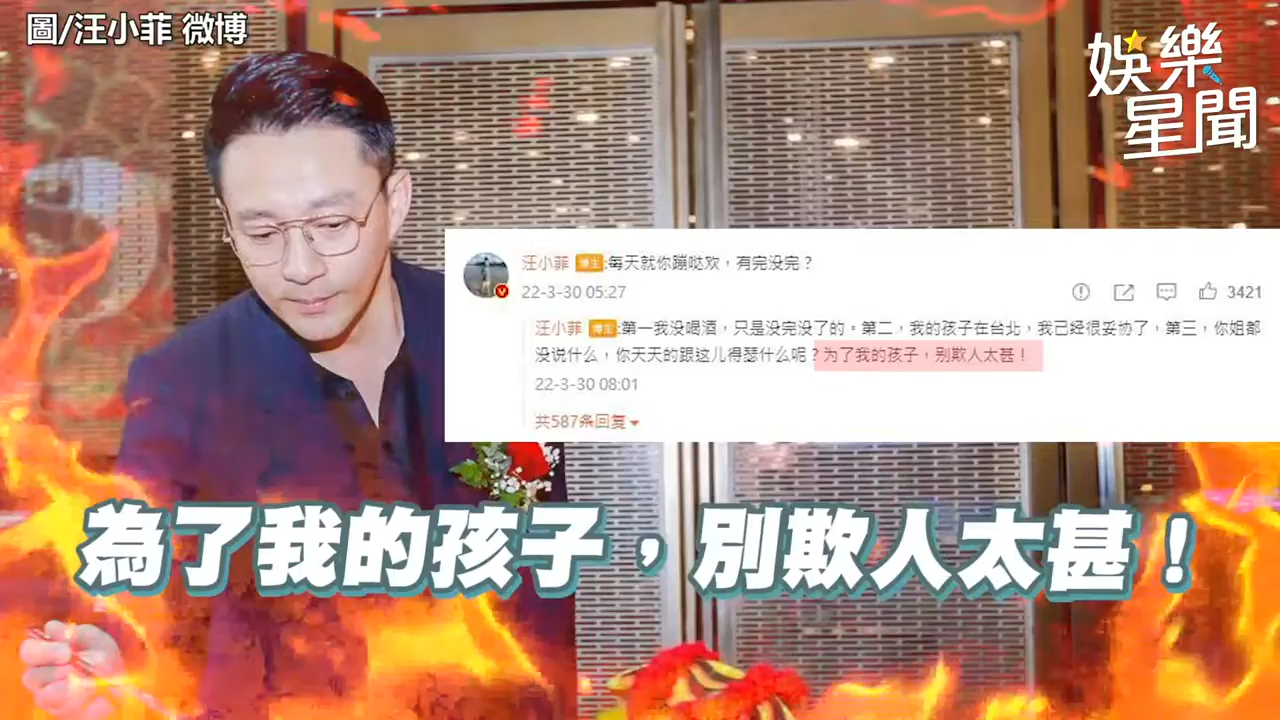 圖/汪小菲 微博
娛樂
星聞
汪小菲 博主:每天就你蹦哒欢，有完没完？
22-3-30 05:27
3421
汪小菲 博主:第一我没喝酒，只是没完没了的。第二，我的孩子在台北，我已经很妥协了，第三，你姐都
没说什么，你天天的跟这儿得瑟什么呢？为了我的孩子，别欺人太甚！
22-3-30 08:01
共587条回复
為了我的孩子，別欺人太甚！